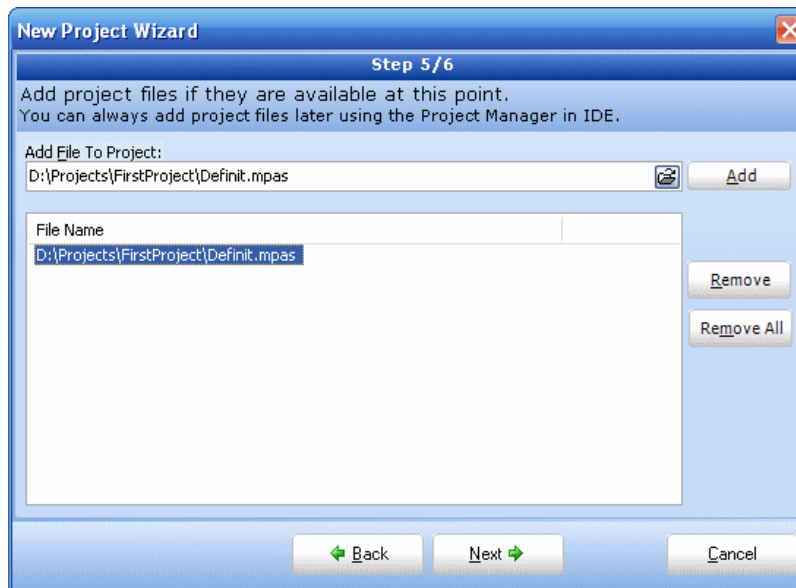 New Project Wizard
Step 5/6
Add project files if they are available at this point.
You can always add project files later using the Project Manager in IDE.
Add File To Project:
D:\Projects\FirstProject\Definit.mpas
Add
File Name
D:\Projects\FirstProject\Definit.mpas
Remove
Remove All
Back
Next
Cancel